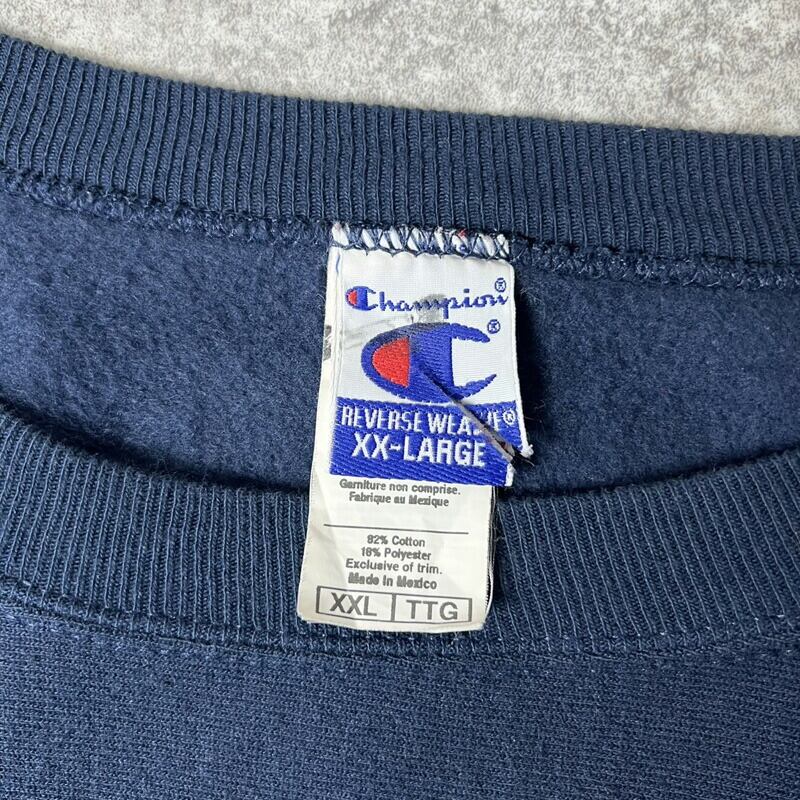 Champion®
®
REVERSE WEAVE®
XX-LARGE
Garniture non comprise.
Fabrique au Mexique
82% Cotton
18% Polyester
Exclusive of trim.
Made in Mexico
XXL TTG